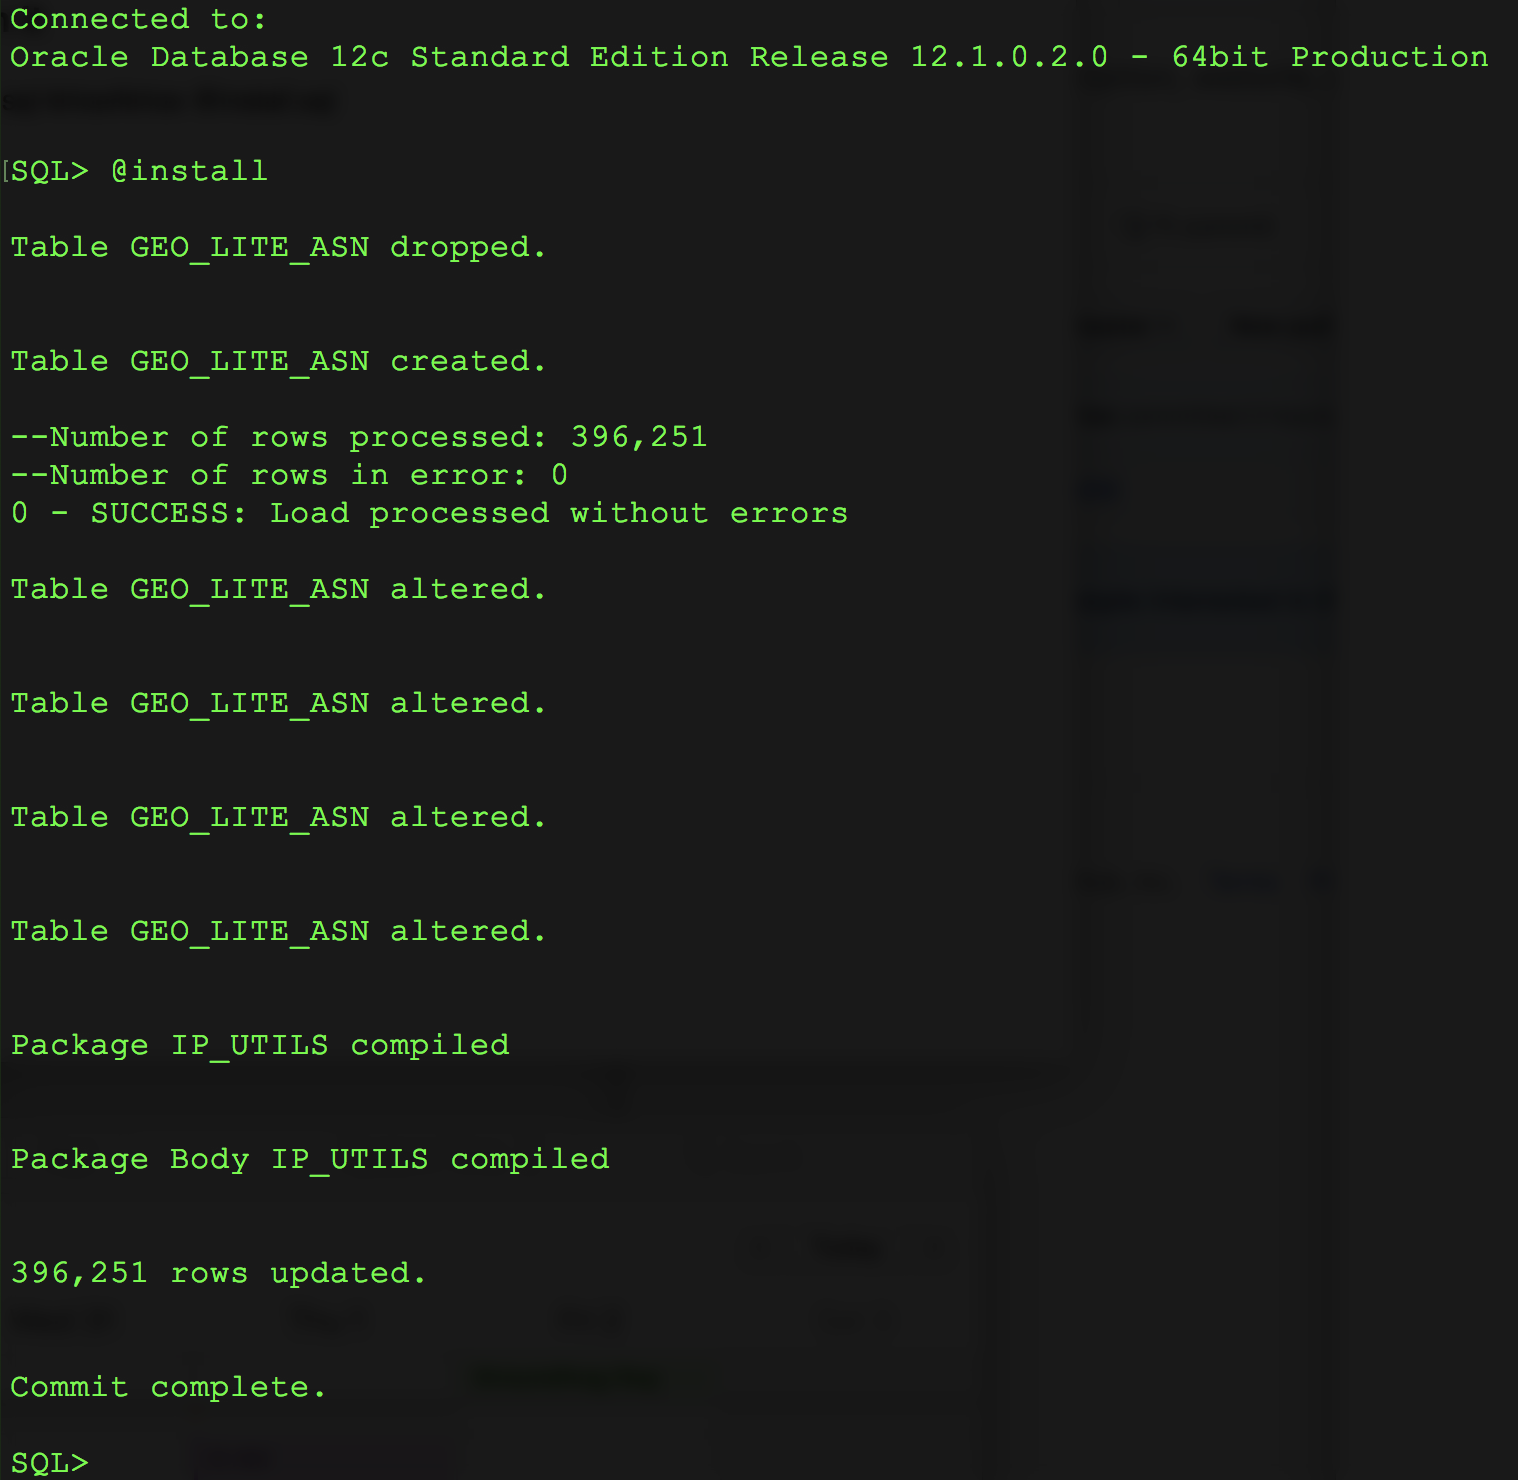 Connected to:
Oracle Database 12c Standard Edition Release 12.1.0.2.0 - 64bit Production
[SQL> @install
Table GEO_LITE_ASN dropped.
Table GEO_LITE_ASN created.
--Number of rows processed: 396,251
--Number of rows in error: 0
0 - SUCCESS: Load processed without errors
Table GEO_LITE_ASN altered.
Table GEO_LITE_ASN altered.
Table GEO_LITE_ASN altered.
Table GEO_LITE_ASN altered.
Package IP_UTILS compiled
Package Body IP_UTILS compiled
396,251 rows updated.
Commit complete.
SQL>